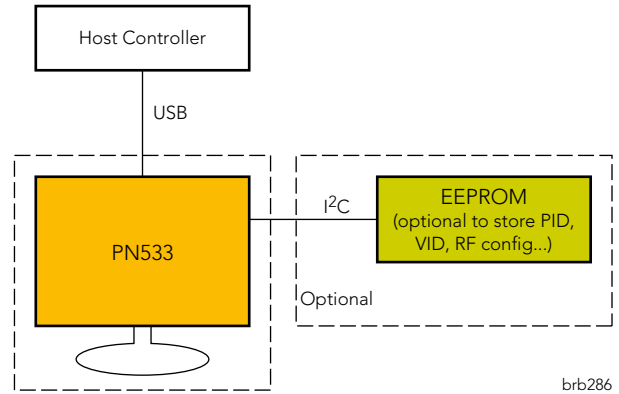 Host Controller
USB
PN533
I²C
EEPROM
(optional to store PID,
VID, RF config...)
Optional
brb286